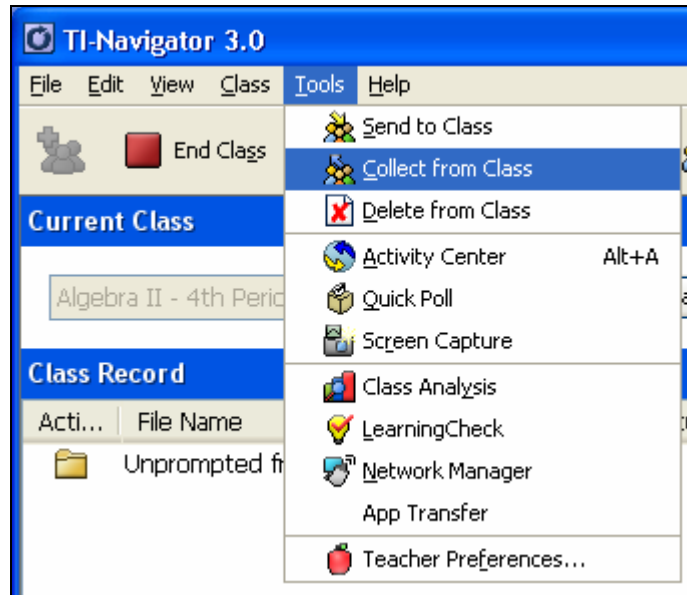 TI-Navigator 3.0
File Edit View Class Tools Help
End Class
Send to Class
Collect from Class
Delete from Class
Current Class
Activity Center Alt+A
Algebra II - 4th
Quick Poll
Screen Capture
Class Record
Class Analysis
Acti... File Name
LearningCheck
Unprompted
Network Manager
App Transfer
Teacher Preferences...